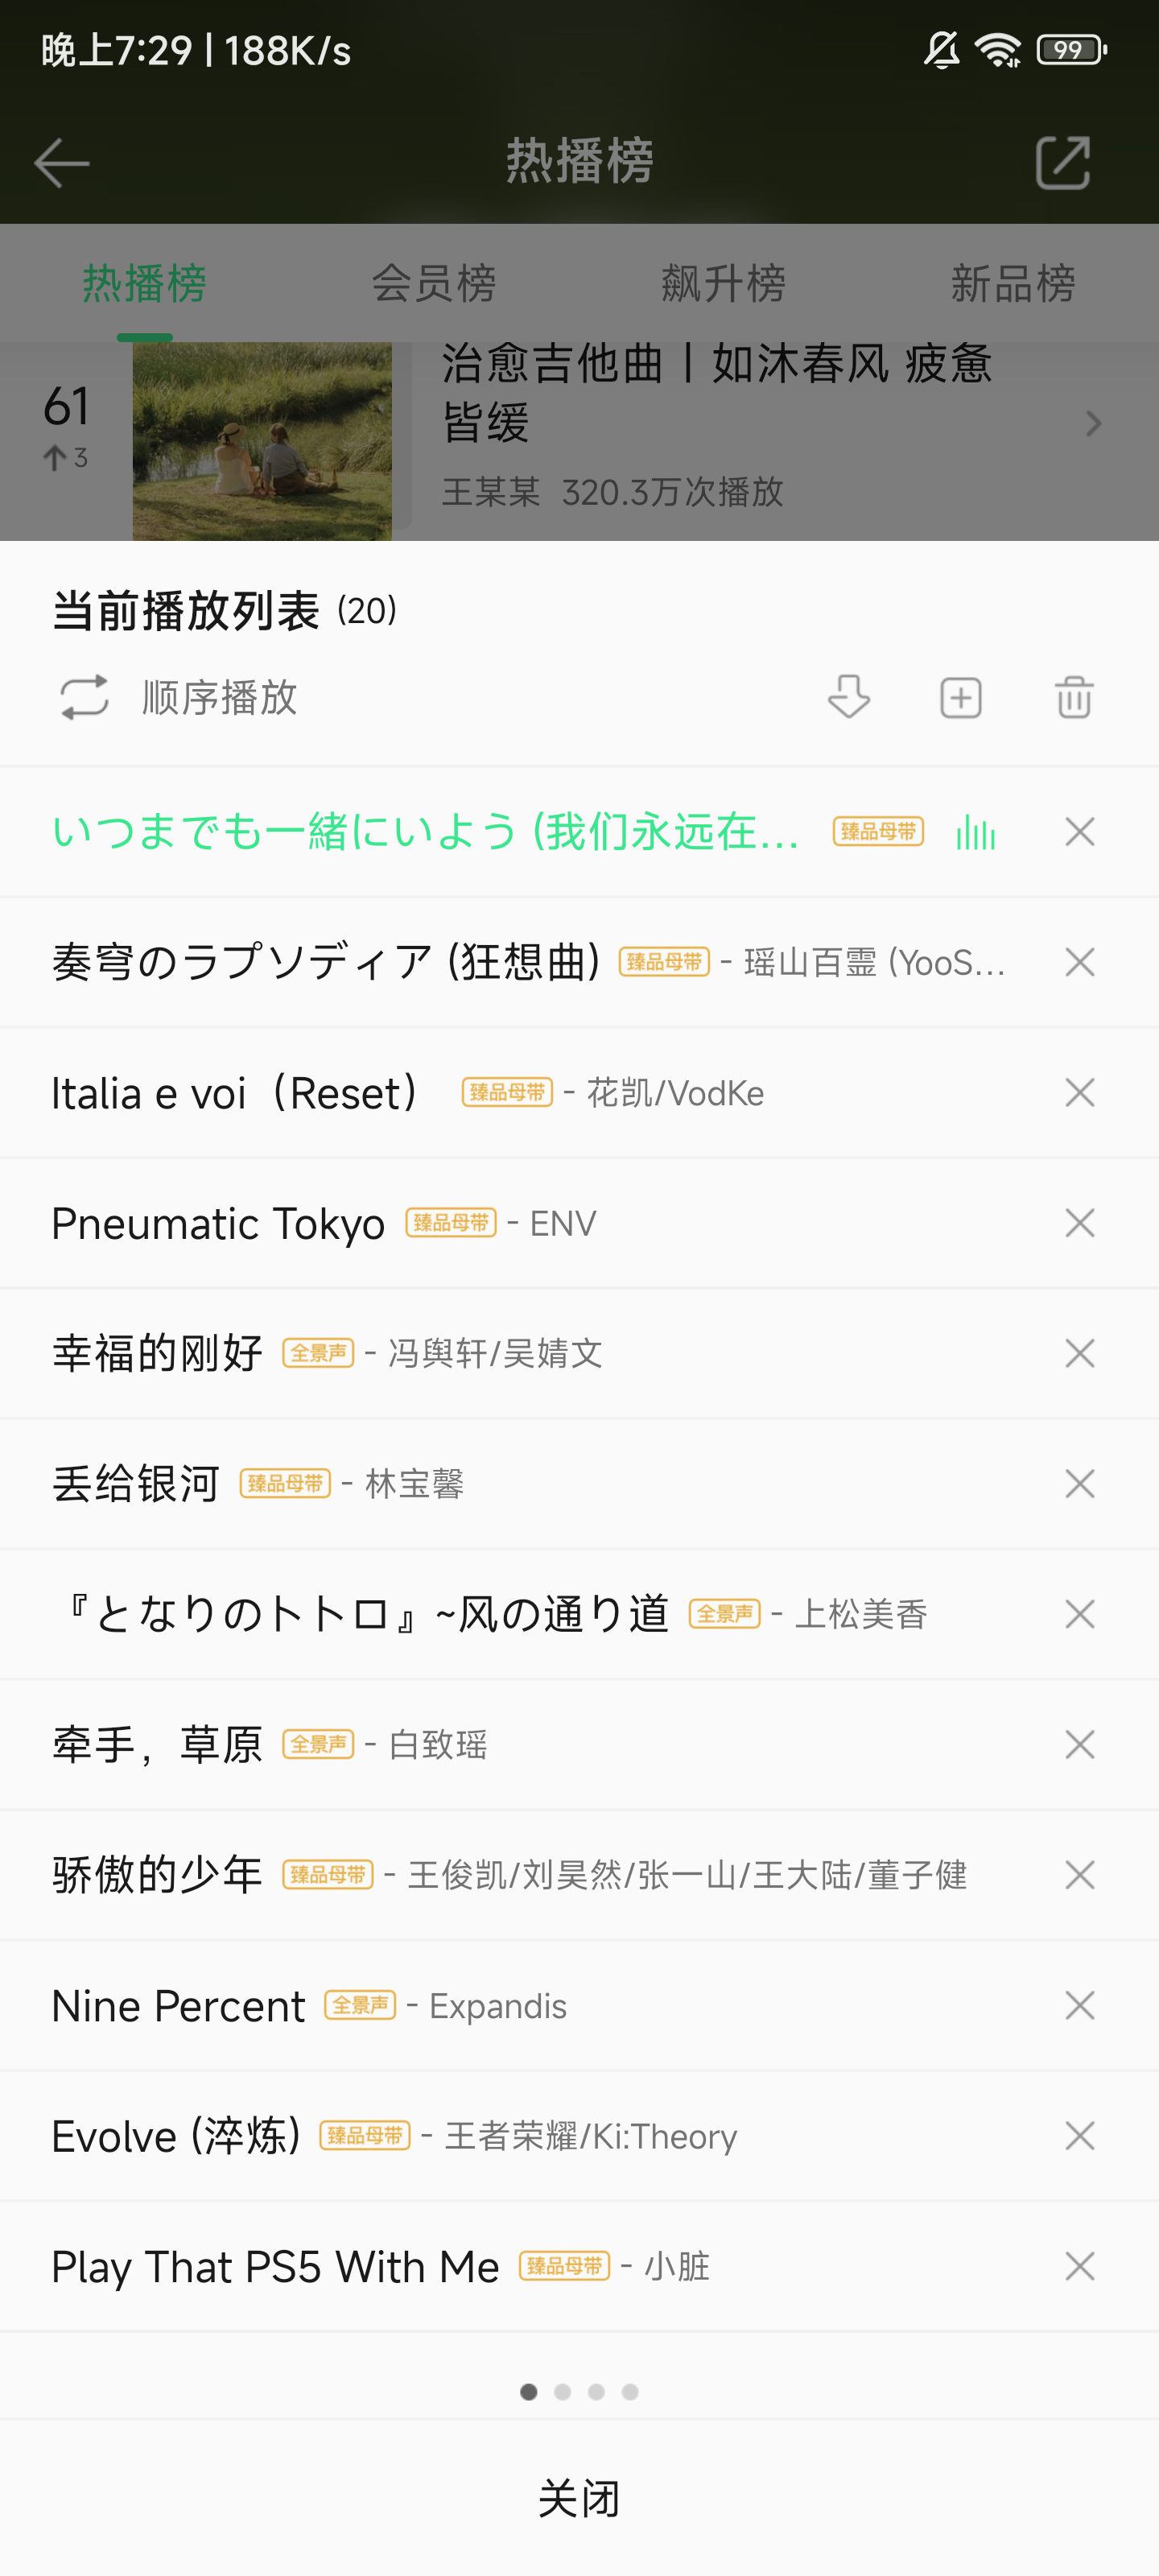 晚上7:29 | 188K/s
99
热播榜
热播榜 会员榜 飙升榜 新品榜
61
3
治愈吉他曲丨如沐春风 疲惫
皆缓
王某某 320.3万次播放
当前播放列表 (20)
顺序播放
いつまでも一緒にいよう (我们永远在... 臻品母带
奏穹のラプソディア (狂想曲) 臻品母带 - 瑶山百霊 (YooS...
Italia e voi（Reset） 臻品母带 - 花凯/VodKe
Pneumatic Tokyo 臻品母带 - ENV
幸福的刚好 全景声 - 冯舆轩/吴婧文
丢给银河 臻品母带 - 林宝馨
『となりのトトロ』~风の通り道 全景声 - 上松美香
牵手，草原 全景声 - 白致瑶
骄傲的少年 臻品母带 - 王俊凯/刘昊然/张一山/王大陆/董子健
Nine Percent 全景声 - Expandis
Evolve (淬炼) 臻品母带 - 王者荣耀/Ki:Theory
Play That PS5 With Me 臻品母带 - 小脏
关闭